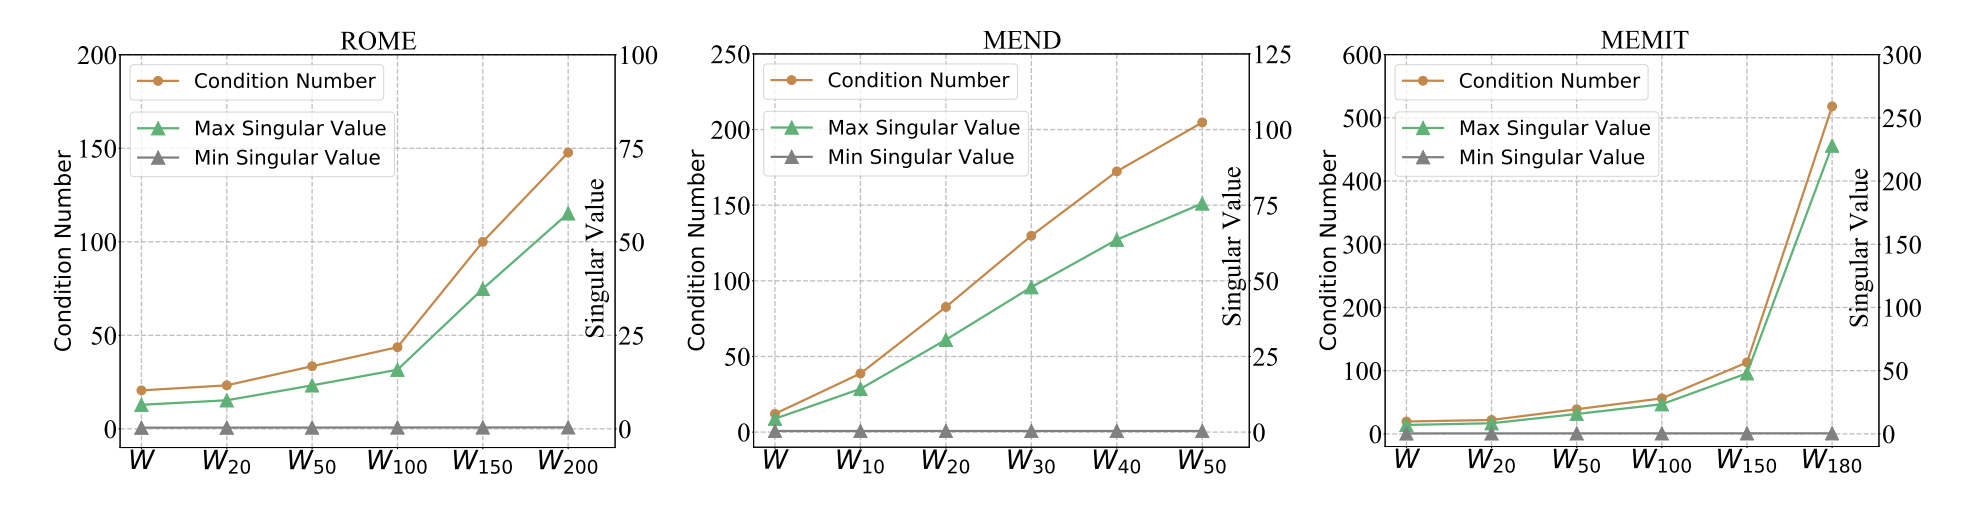 ROME
200
150
100
50
0
Condition Number
Condition Number
Max Singular Value
Min Singular Value
100
75
50
25
0
Singular Value
W W20 W50 W100 W150 W200
MEND
250
200
150
100
50
0
Condition Number
Condition Number
Max Singular Value
Min Singular Value
125
100
75
50
25
0
Singular Value
W W10 W20 W30 W40 W50
MEMIT
600
500
400
300
200
100
0
Condition Number
Condition Number
Max Singular Value
Min Singular Value
300
250
200
150
100
50
0
Singular Value
W W20 W50 W100 W150 W180